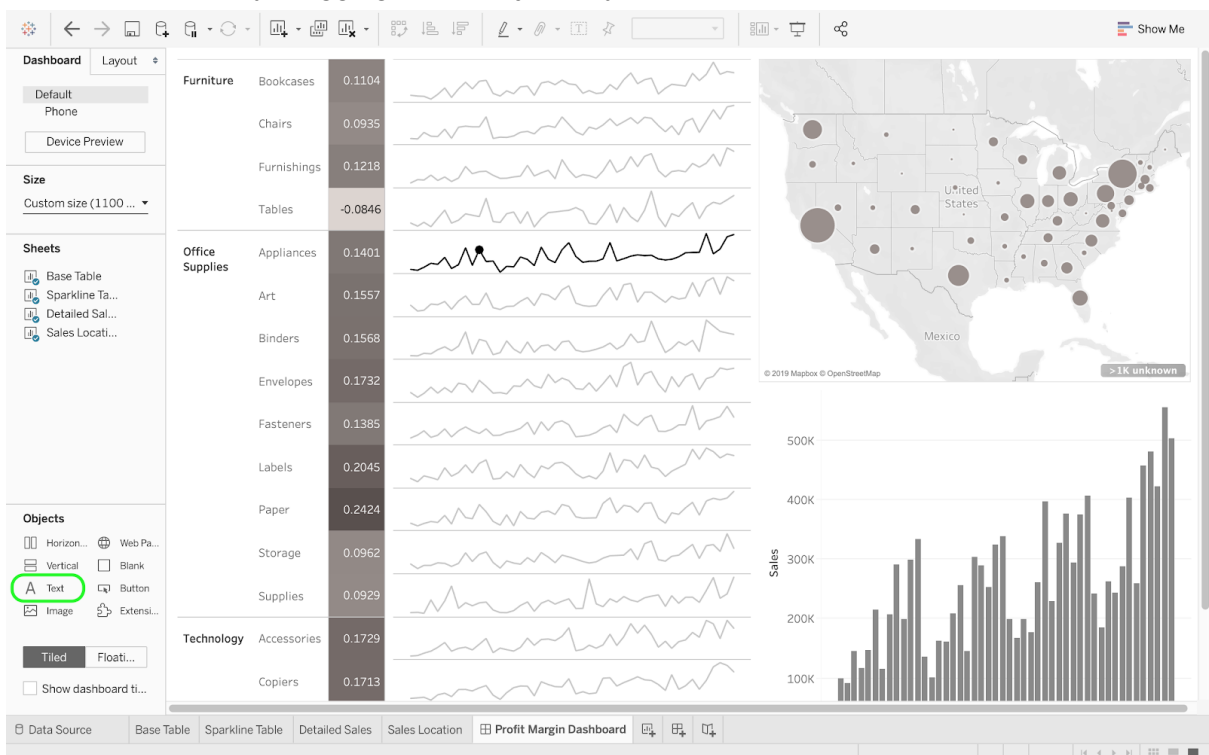 Show Me
Dashboard Layout
Default
Phone
Device Preview
Size
Custom size (1100 ...
Sheets
Base Table
Sparkline Ta...
Detailed Sal...
Sales Locati...
Objects
Horizon... Web Pa...
Vertical Blank
A Text Button
Image Extensi...
Tiled Floati...
Show dashboard ti...
Furniture Bookcases 0.1104
Chairs 0.0935
Furnishings 0.1218
Tables -0.0846
Office Supplies Appliances 0.1401
Art 0.1557
Binders 0.1568
Envelopes 0.1732
Fasteners 0.1385
Labels 0.2045
Paper 0.2424
Storage 0.0962
Supplies 0.0929
Technology Accessories 0.1729
Copiers 0.1713
United
States
Mexico
© 2019 Mapbox © OpenStreetMap
>1K unknown
500K
400K
300K
200K
100K
Sales
Data Source Base Table Sparkline Table Detailed Sales Sales Location Profit Margin Dashboard